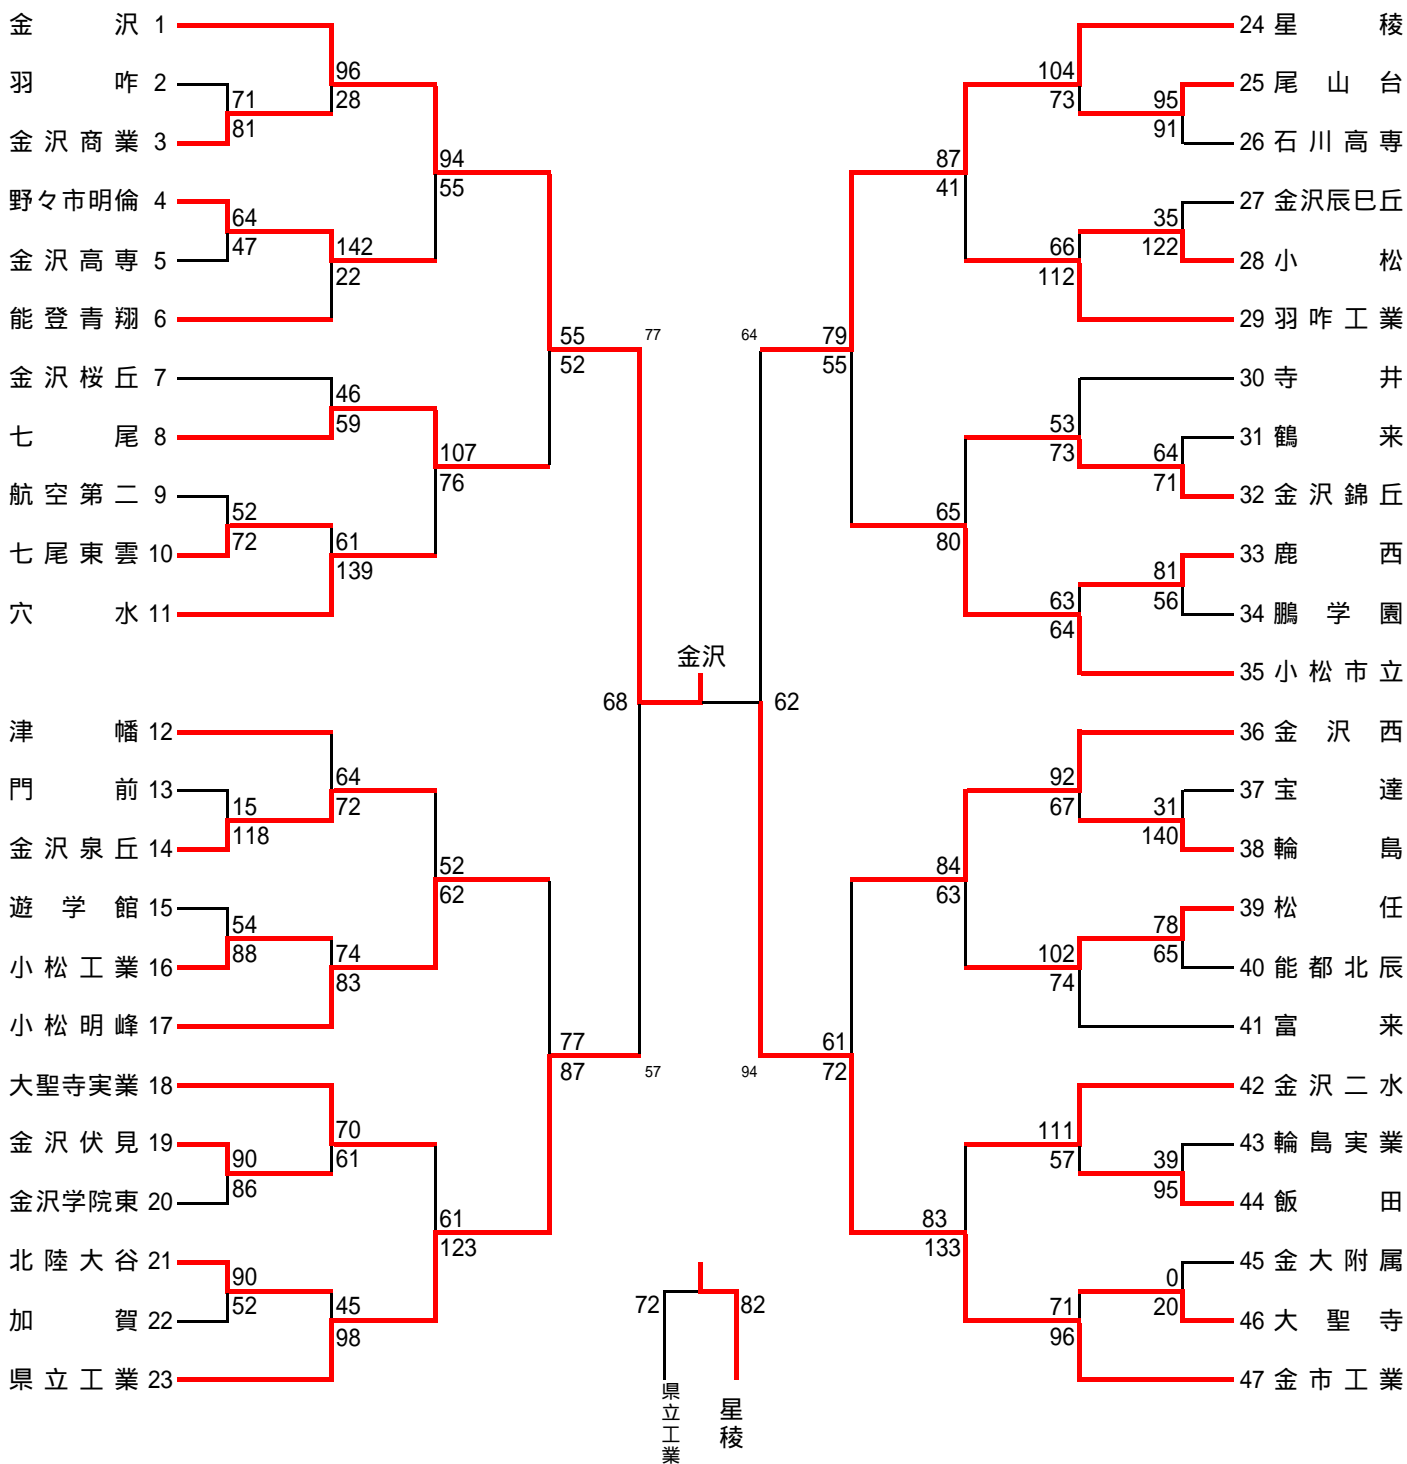 金沢 1
羽咋 2
金沢商業 3
野々市明倫 4
金沢高専 5
能登青翔 6
金沢桜丘 7
七尾 8
航空第二 9
七尾東雲 10
穴水 11
津幡 12
門前 13
金沢泉丘 14
遊学館 15
小松工業 16
小松明峰 17
大聖寺実業 18
金沢伏見 19
金沢学院東 20
北陸大谷 21
加賀 22
県立工業 23
71
81
64
47
52
72
15
118
54
88
90
86
90
52
96
28
142
22
46
59
61
139
64
72
74
83
70
61
45
98
94
55
107
76
52
62
61
123
55
52
77
87
77
57
68
金沢
62
64
94
79
55
61
72
87
41
65
80
84
63
83
133
104
73
66
112
53
73
63
64
92
67
102
74
111
57
71
96
95
91
35
122
64
71
81
56
31
140
78
65
39
95
0
20
24 星稜
25 尾山台
26 石川高専
27 金沢辰巳丘
28 小松
29 羽咋工業
30 寺井
31 鶴来
32 金沢錦丘
33 鹿西
34 鵬学園
35 小松市立
36 金沢西
37 宝達
38 輪島
39 松任
40 能都北辰
41 富来
42 金沢二水
43 輪島実業
44 飯田
45 金大附属
46 大聖寺
47 金市工業
72
82
県立工業
星稜